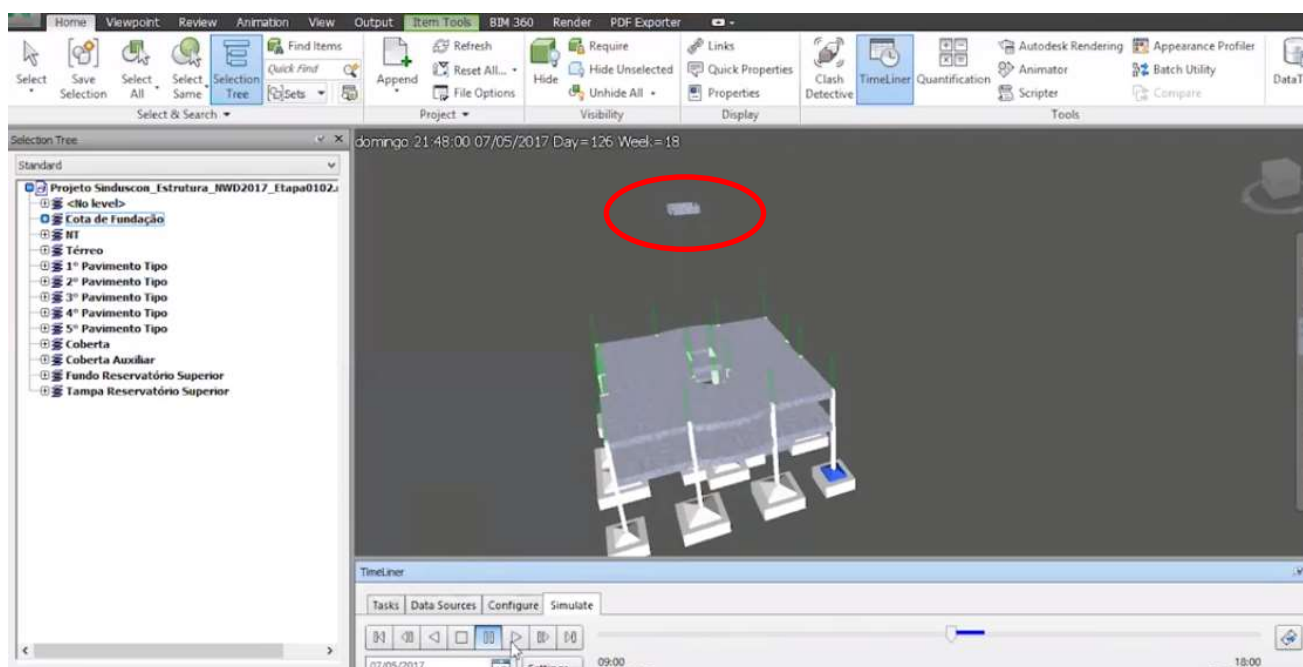 Home Viewpoint Review Animation View Output Item Tools BIM 360 Render PDF Exporter
Select
Save Selection
Select All
Select Same
Selection Tree
Find Items
Quick Find
Sets
Select & Search
Append
Refresh
Reset All...
File Options
Project
Hide
Require
Hide Unselected
Unhide All
Visibility
Links
Quick Properties
Properties
Display
Clash Detective
TimeLiner
Quantification
Autodesk Rendering
Animator
Scripter
Appearance Profiler
Batch Utility
Compare
Tools
Selection Tree
Standard
Projeto Sinduscon_Estrutura_NWD2017_Etapa0102.
<No level>
Cota de Fundação
NT
Térreo
1º Pavimento Tipo
2º Pavimento Tipo
3º Pavimento Tipo
4º Pavimento Tipo
5º Pavimento Tipo
Coberta
Coberta Auxiliar
Fundo Reservatório Superior
Tampa Reservatório Superior
domingo 21:48:00 07/05/2017 Day=126 Week=18
TimeLiner
Tasks Data Sources Configure Simulate
07/05/2017 Settings... 09:00 18:00